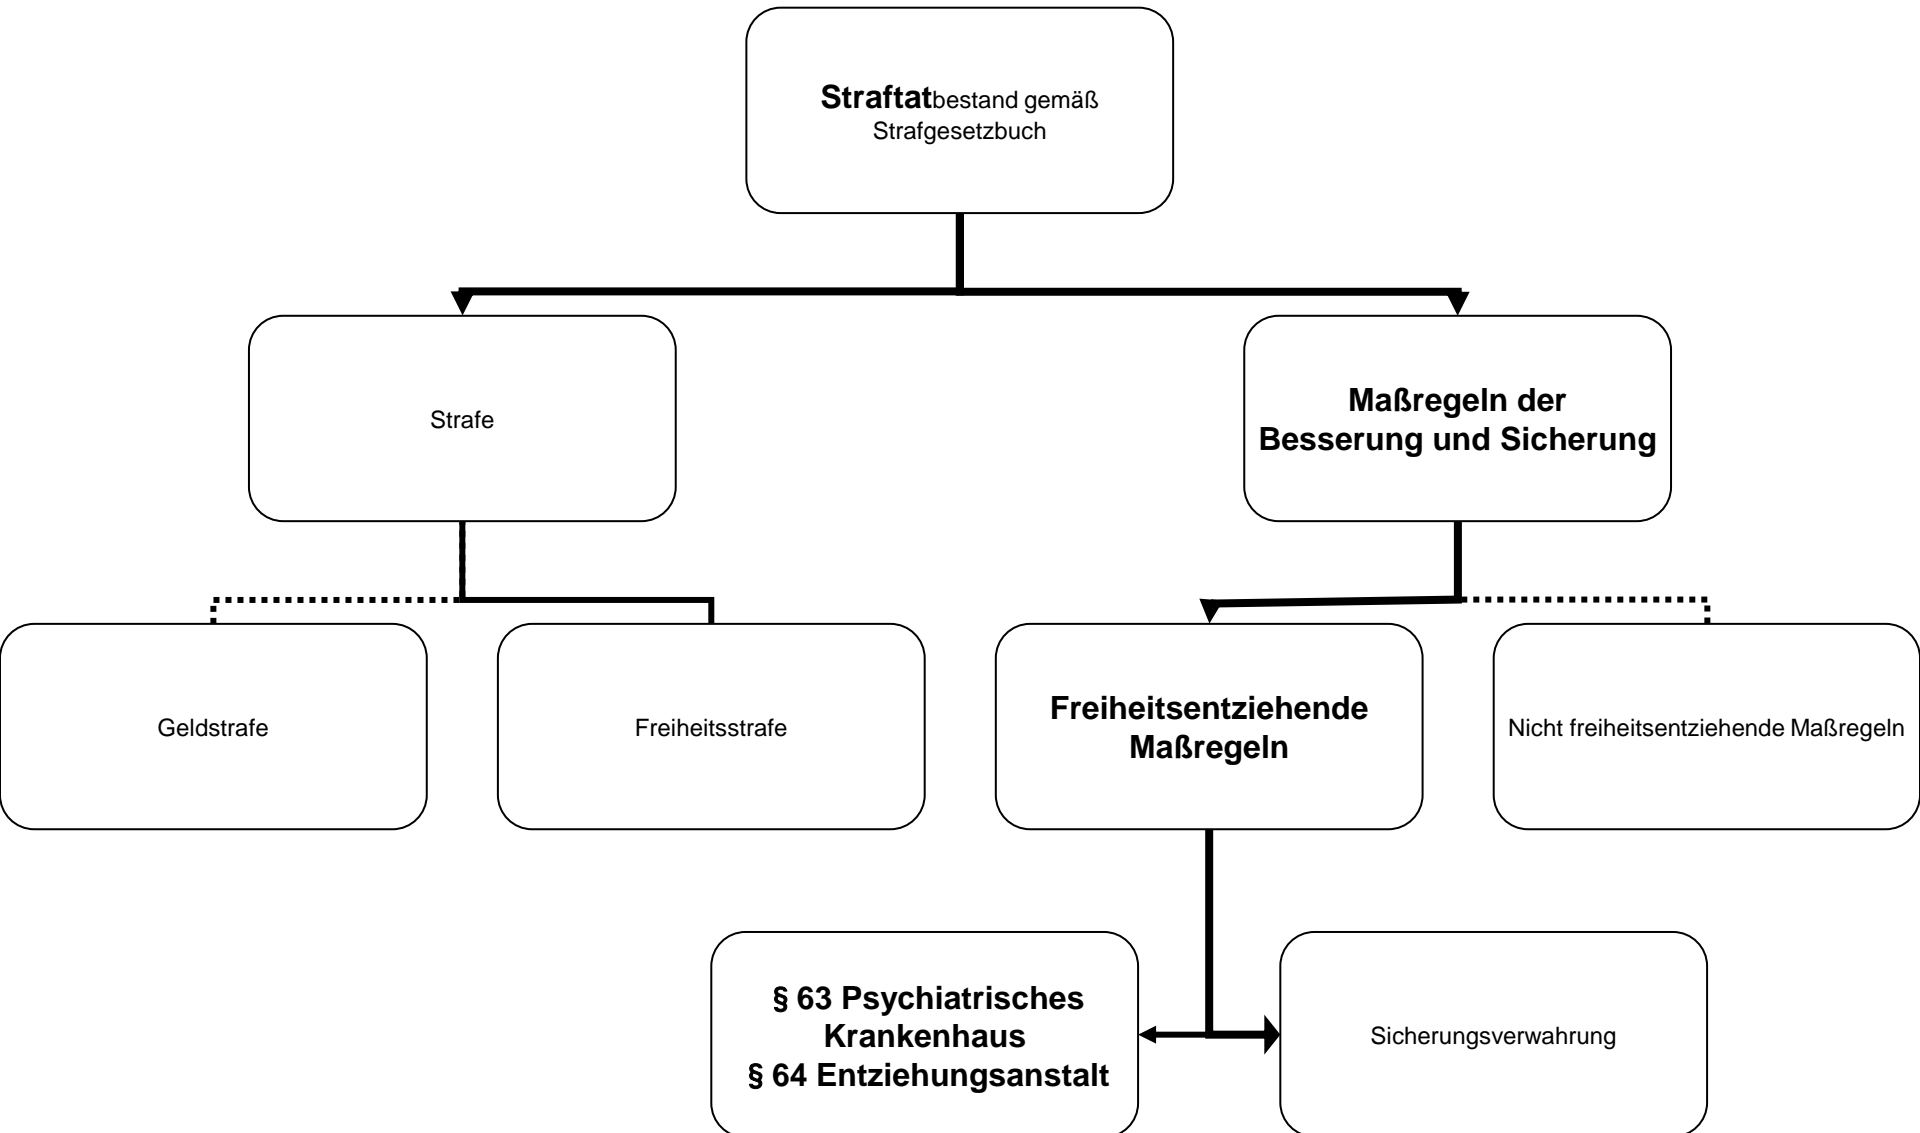 Straftatbestand gemäß
Strafgesetzbuch
Strafe
Maßregeln der
Besserung und Sicherung
Geldstrafe
Freiheitsstrafe
Freiheitsentziehende
Maßregeln
Nicht freiheitsentziehende Maßregeln
§ 63 Psychiatrisches
Krankenhaus
§ 64 Entziehungsanstalt
Sicherungsverwahrung